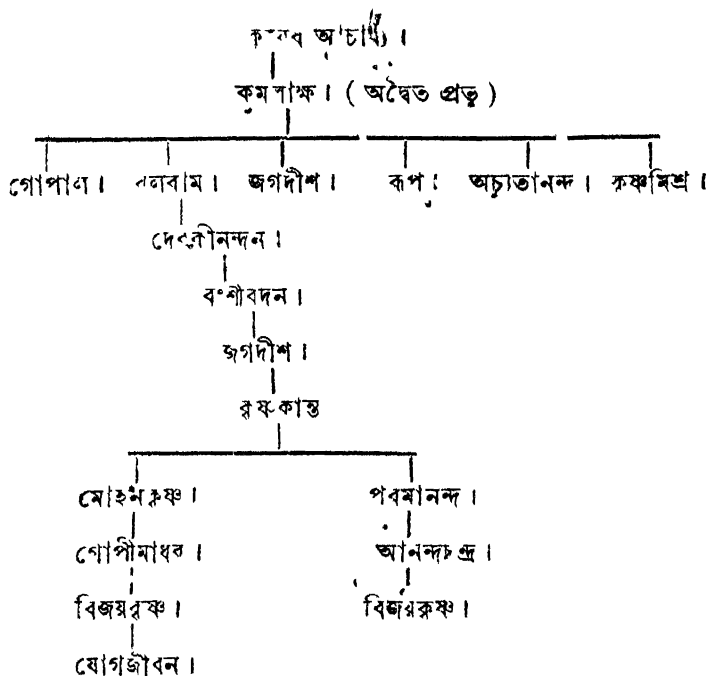 আচার্য্য।
কমলাক্ষ। (অদ্বৈত প্রভু)
গোপাল। বলরাম। জগদীশ। রূপ। অচ্যুতানন্দ। কৃষ্ণমিশ্র।
দেবকীনন্দন।
বংশীবদন।
জগদীশ।
কৃষ্ণকান্ত
মোহনকৃষ্ণ। পরমানন্দ।
গোপীমাধব। আনন্দচন্দ্র।
বিজয়কৃষ্ণ। বিজয়কৃষ্ণ।
যোগজীবন।